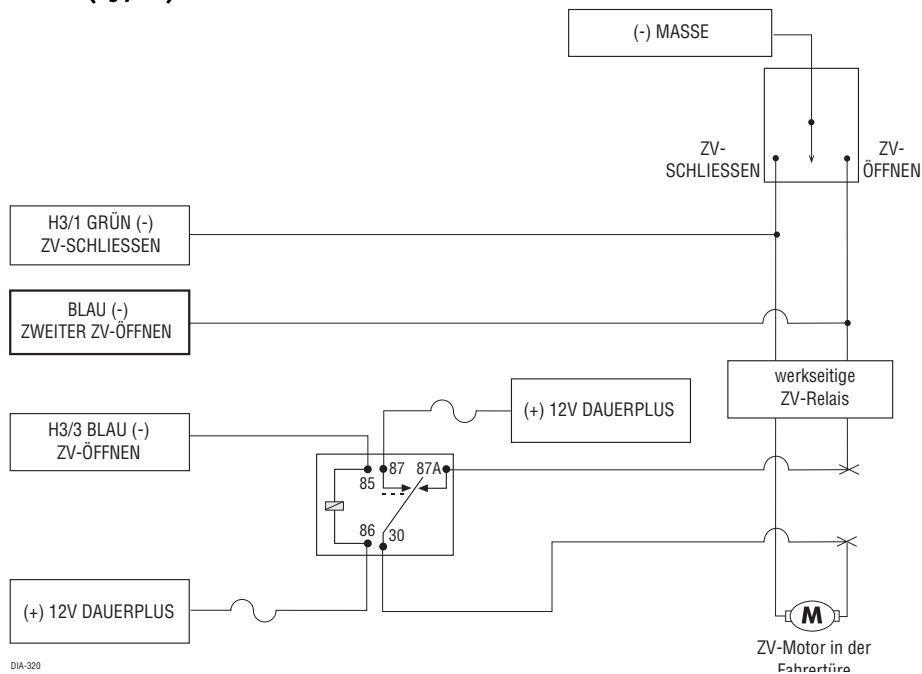 (-) MASSE
ZV-
SCHLIESSEN
ZV-
ÖFFNEN
H3/1 GRÜN (-)
ZV-SCHLIESSEN
BLAU (-)
ZWEITER ZV-ÖFFNEN
werkseitige
ZV-Relais
(+) 12V DAUERPLUS
H3/3 BLAU (-)
ZV-ÖFFNEN
87 87A
85
86
30
(+) 12V DAUERPLUS
M
ZV-Motor in der
Fahrertüre
DIA-320